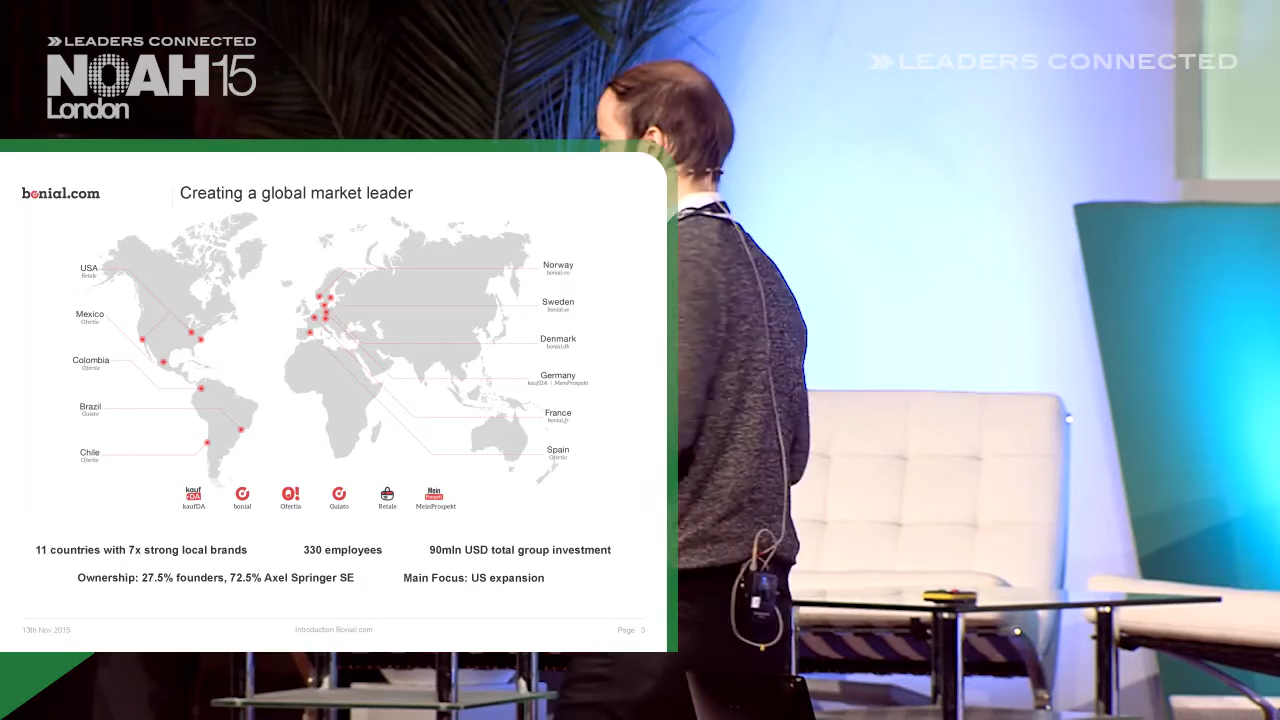 LEADERS CONNECTED
NOAH15
London
LEADERS CONNECTED
bonial.com
Creating a global market leader
USA
Retale
Mexico
Ofertia
Colombia
Ofertia
Brazil
Guiato
Chile
Ofertia
Norway
bonial.no
Sweden
bonial.se
Denmark
bonial.dk
Germany
kaufDA | MeinProspekt
France
bonial.fr
Spain
Ofertia
kauf DA
Mein Prospekt
kaufDA bonial Ofertia Guiato Retale MeinProspekt
11 countries with 7x strong local brands 330 employees 90mln USD total group investment
Ownership: 27.5% founders, 72.5% Axel Springer SE Main Focus: US expansion
13th Nov 2015 Introduction Bonial.com Page 3